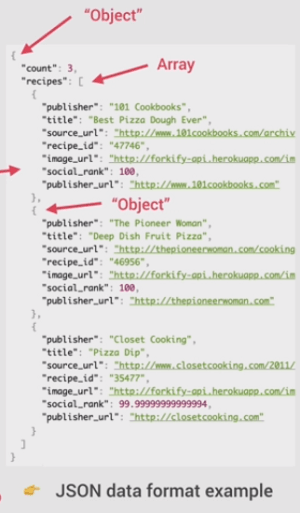 “Object”
{
"count": 3,
Array
"recipes": [
{
"publisher": "101 Cookbooks",
"title": "Best Pizza Dough Ever",
"source_url": "http://www.101cookbooks.com/archiv
"recipe_id": "47746",
"image_url": "http://forkify-api.herokuapp.com/im
"social_rank": 100,
"publisher_url": "http://www.101cookbooks.com"
},
“Object”
{
"publisher": "The Pioneer Woman",
"title": "Deep Dish Fruit Pizza",
"source_url": "http://thepioneerwoman.com/cooking
"recipe_id": "46956",
"image_url": "http://forkify-api.herokuapp.com/im
"social_rank": 100,
"publisher_url": "http://thepioneerwoman.com"
},
{
"publisher": "Closet Cooking",
"title": "Pizza Dip",
"source_url": "http://www.closetcooking.com/2011/
"recipe_id": "35477",
"image_url": "http://forkify-api.herokuapp.com/im
"social_rank": 99.99999999999994,
"publisher_url": "http://closetcooking.com"
}
]
}
👉 JSON data format example